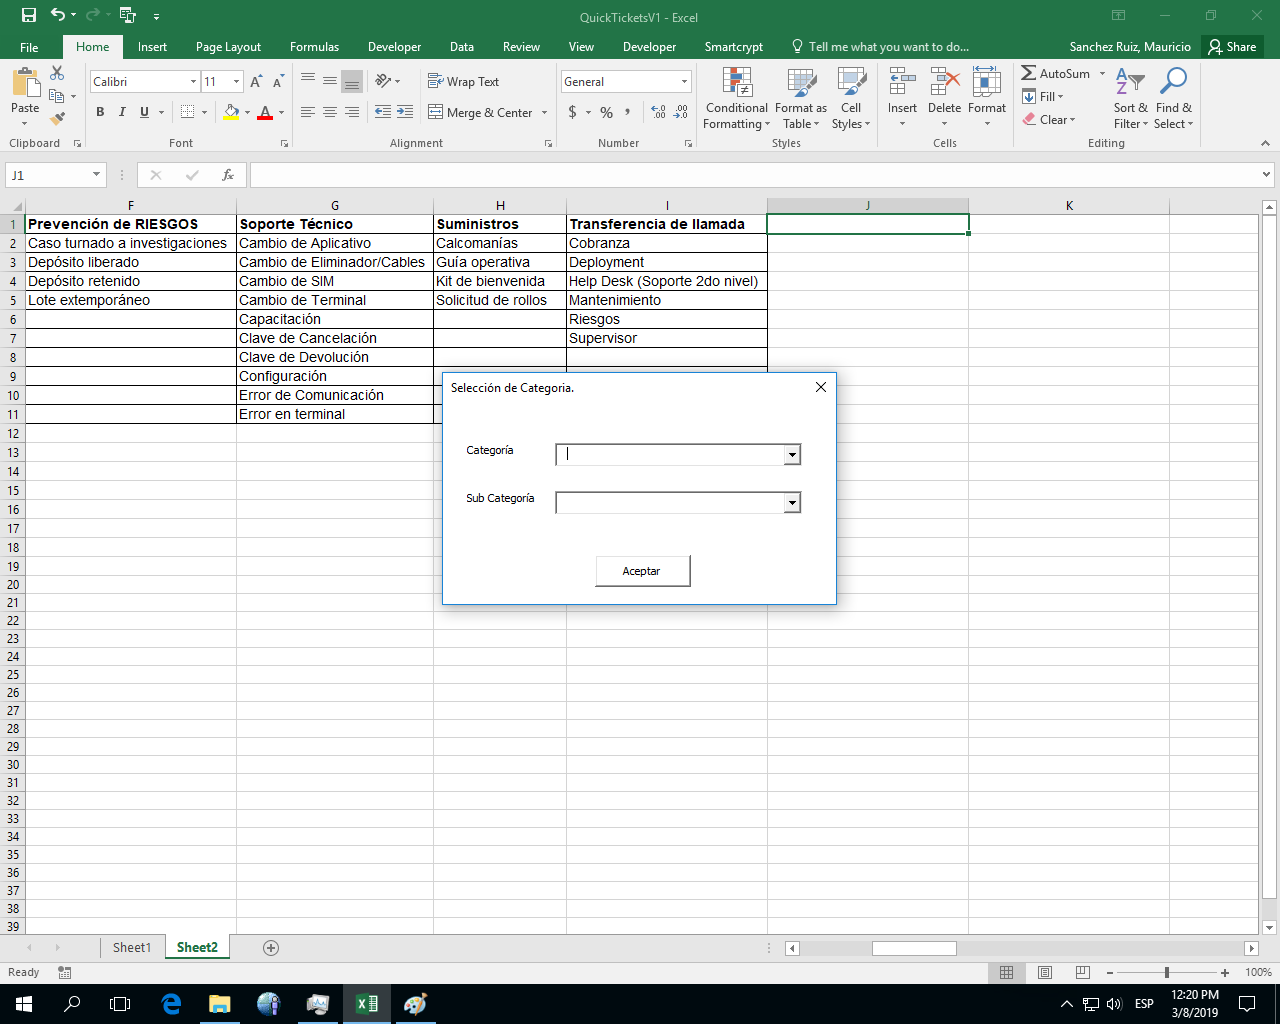 QuickTicketsV1 - Excel
File Home Insert Page Layout Formulas Developer Data Review View Developer Smartcrypt Tell me what you want to do... Sanchez Ruiz, Mauricio Share
Paste
Calibri 11
B I U
Wrap Text
Merge & Center
General
$ % ,
Conditional Formatting
Format as Table
Cell Styles
Insert Delete Format
AutoSum
Fill
Clear
Sort & Filter
Find & Select
Clipboard Font Alignment Number Styles Cells Editing
J1 fx
F G H I J K
1 Prevención de RIESGOS Soporte Técnico Suministros Transferencia de llamada
2 Caso turnado a investigaciones Cambio de Aplicativo Calcomanías Cobranza
3 Depósito liberado Cambio de Eliminador/Cables Guía operativa Deployment
4 Depósito retenido Cambio de SIM Kit de bienvenida Help Desk (Soporte 2do nivel)
5 Lote extemporáneo Cambio de Terminal Solicitud de rollos Mantenimiento
6 Capacitación Riesgos
7 Clave de Cancelación Supervisor
8 Clave de Devolución
9 Configuración
10 Error de Comunicación
11 Error en terminal
12
13
14
15
16
17
18
19
20
21
22
23
24
25
26
27
28
29
30
31
32
33
34
35
36
37
38
39
Selección de Categoria.
Categoría
Sub Categoría
Aceptar
Sheet1 Sheet2
Ready 100%
ESP
12:20 PM
3/8/2019